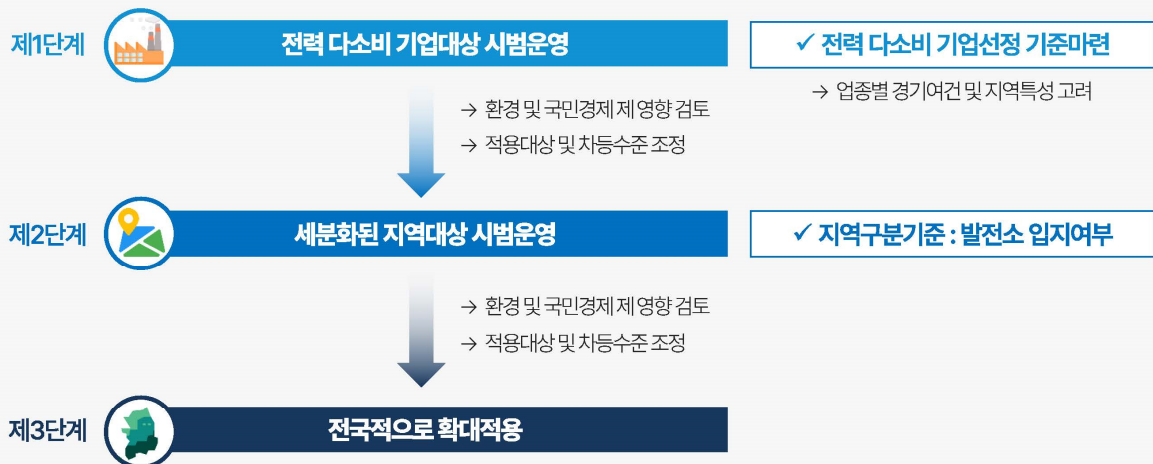 제1단계
전력 다소비 기업대상 시범운영
✓ 전력 다소비 기업선정 기준마련
→ 업종별 경기여건 및 지역특성 고려
→ 환경 및 국민경제 제 영향 검토
→ 적용대상 및 차등수준 조정
제2단계
세분화된 지역대상 시범운영
✓ 지역구분기준 : 발전소 입지여부
→ 환경 및 국민경제 제 영향 검토
→ 적용대상 및 차등수준 조정
제3단계
전국적으로 확대적용